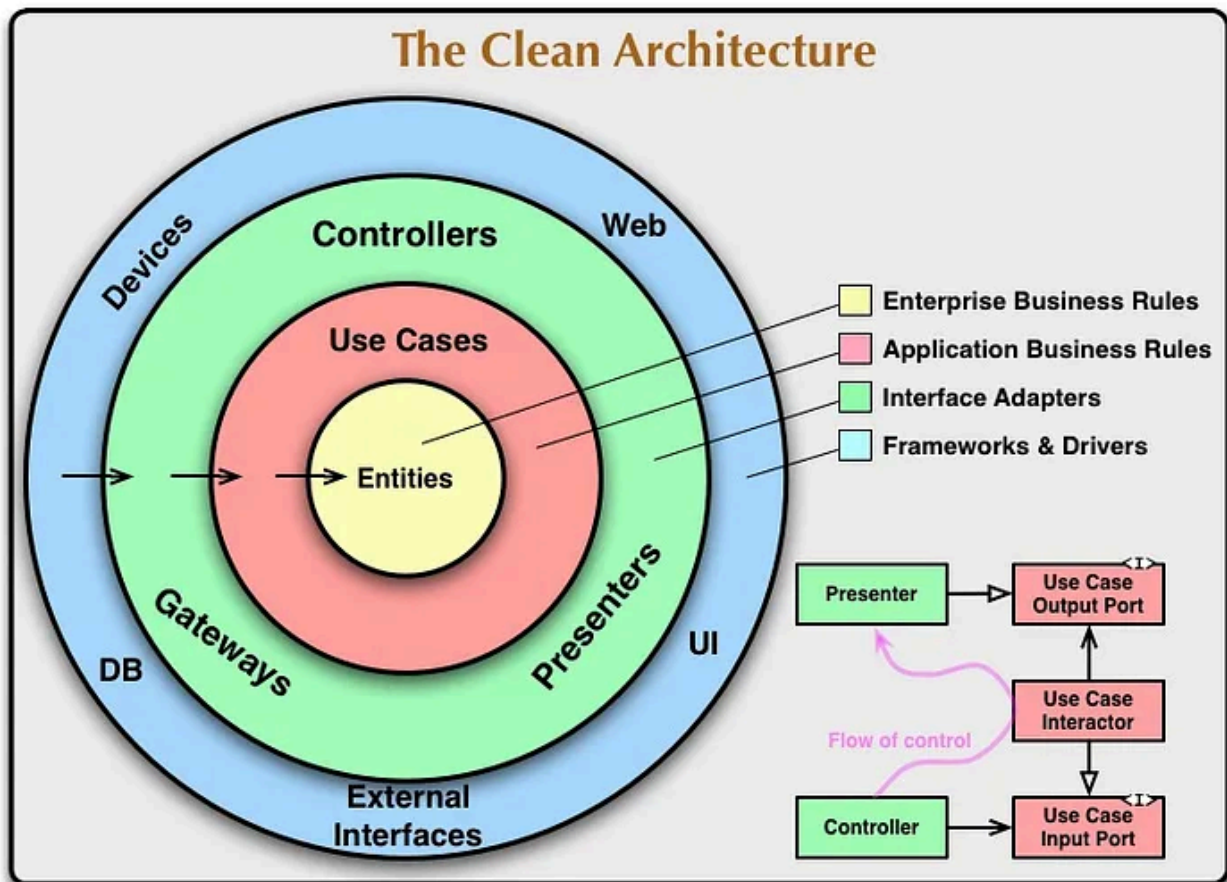 The Clean Architecture
Devices
Controllers
Web
Use Cases
Entities
Gateways
Presenters
DB
UI
External
Interfaces
Enterprise Business Rules
Application Business Rules
Interface Adapters
Frameworks & Drivers
Presenter
<I>
Use Case
Output Port
Use Case
Interactor
Flow of control
Controller
<I>
Use Case
Input Port